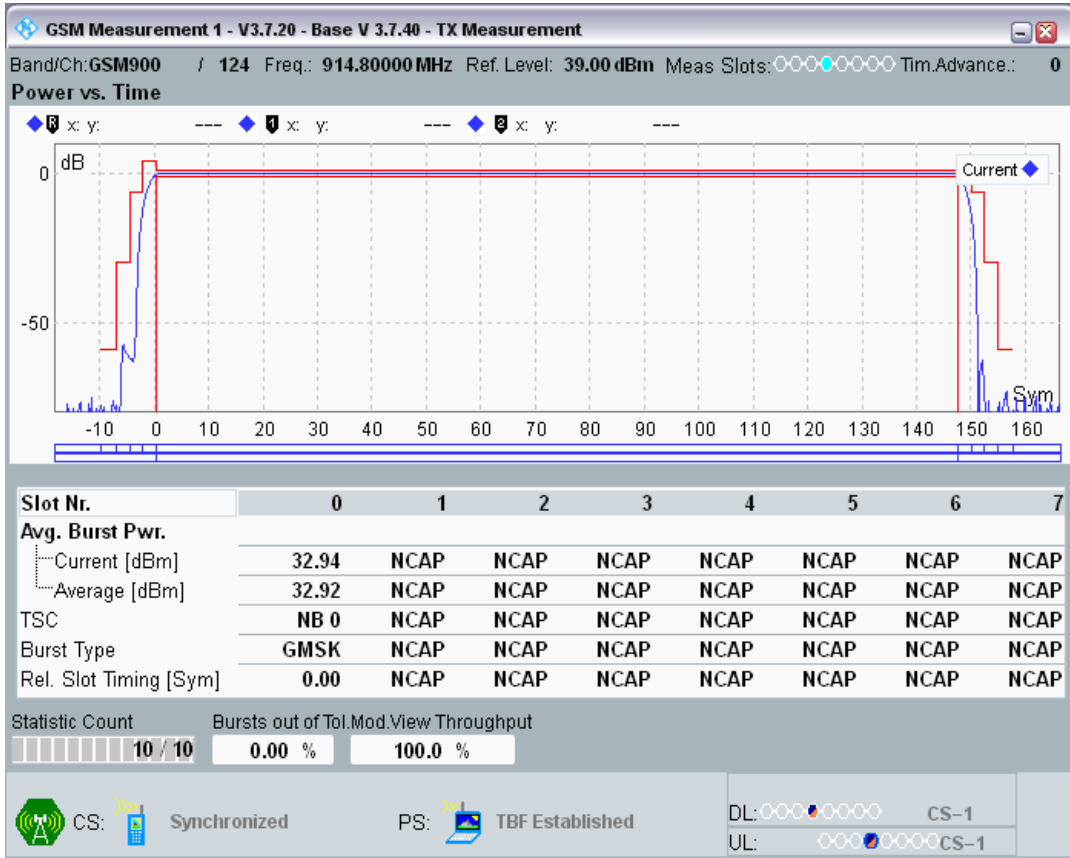 GSM Measurement 1 - V3.7.20 - Base V 3.7.40 - TX Measurement
Band/Ch:GSM900 / 124 Freq.: 914.80000 MHz Ref. Level: 39.00 dBm Meas Slots: Tim.Advance.: 0
Power vs. Time
R x: y: --- 1 x: y: --- 2 x: y: ---
dB
Current
0
-50
Sym
-10 0 10 20 30 40 50 60 70 80 90 100 110 120 130 140 150 160
Slot Nr. 0 1 2 3 4 5 6 7
Avg. Burst Pwr.
Current [dBm] 32.94 NCAP NCAP NCAP NCAP NCAP NCAP NCAP
Average [dBm] 32.92 NCAP NCAP NCAP NCAP NCAP NCAP NCAP
TSC NB 0 NCAP NCAP NCAP NCAP NCAP NCAP NCAP
Burst Type GMSK NCAP NCAP NCAP NCAP NCAP NCAP NCAP
Rel. Slot Timing [Sym] 0.00 NCAP NCAP NCAP NCAP NCAP NCAP NCAP
Statistic Count Bursts out of Tol.Mod.View Throughput
10 / 10 0.00 % 100.0 %
CS: Synchronized PS: TBF Established
DL: CS-1
UL: CS-1